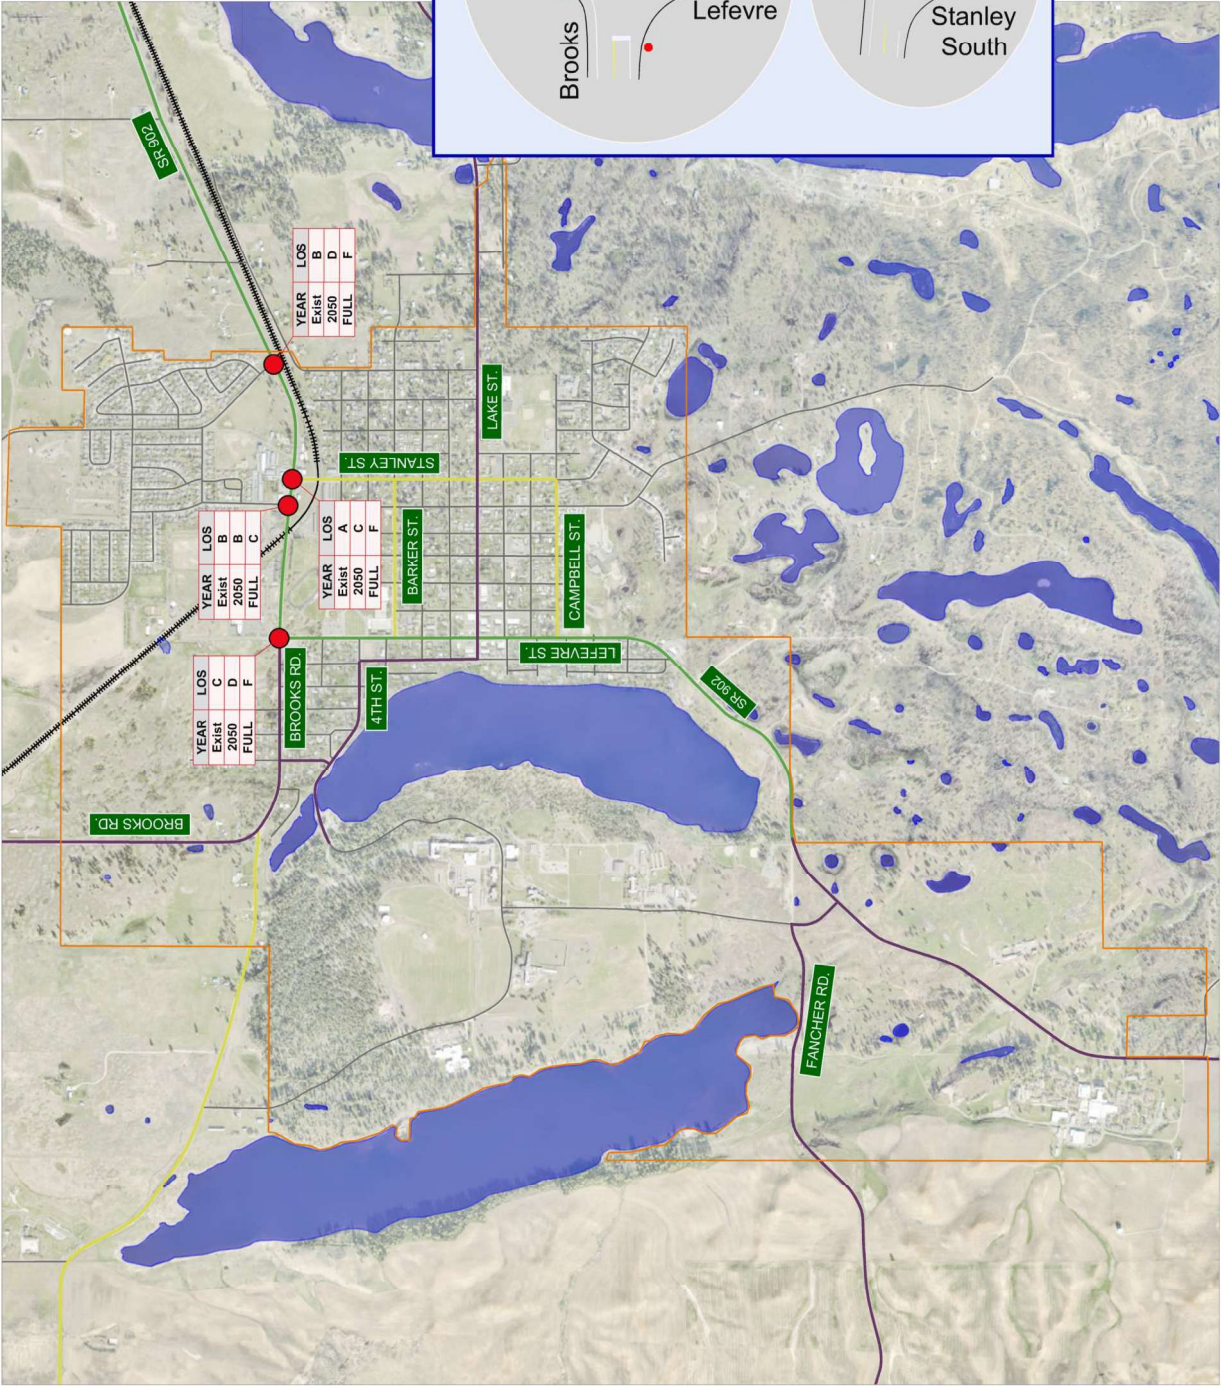 Brooks
Lefevre
Stanley
South
SR 902
YEAR LOS
Exist B
2050 D
FULL F
LAKE ST.
STANLEY ST.
YEAR LOS
Exist B
2050 B
FULL C
YEAR LOS
Exist A
2050 C
FULL F
BARKER ST.
CAMPBELL ST.
YEAR LOS
Exist C
2050 D
FULL F
BROOKS RD.
4TH ST.
LEFEVRE ST.
SR 902
BROOKS RD.
FANCHER RD.